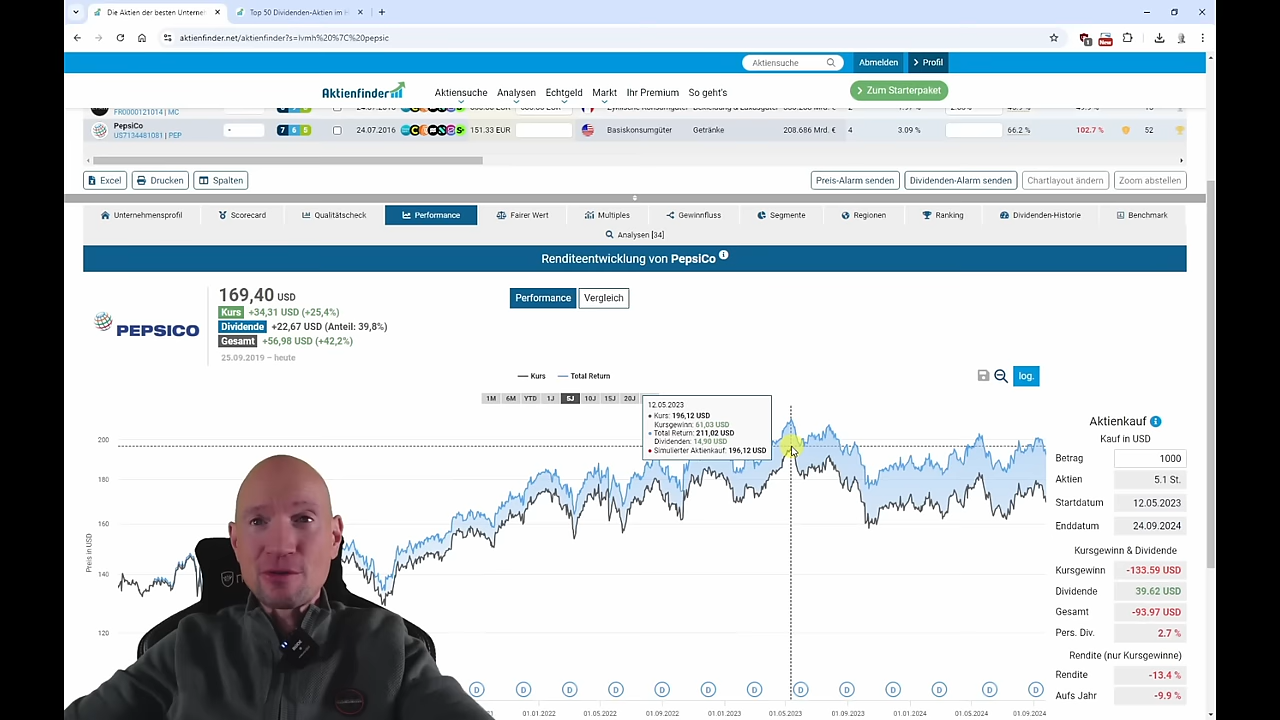 Die Aktien der besten Unterne
Top 50 Dividenden-Aktien im
aktienfinder.net/aktienfinder?s=lvmh%20%7C%20pepsic
New
Aktiensuche
Abmelden
Profil
Aktienfinder
Aktiensuche Analysen Echtgeld Markt Ihr Premium So geht's
Zum Starterpaket
FR0000121014 | MC
PepsiCo
US7134481081 | PEP
- 7 6 5 24.07.2016 151.33 EUR Basiskonsumgüter Getränke 208.686 Mrd. € 4 3.09 % 66.2 % 102.7 % 52
Excel Drucken Spalten Preis-Alarm senden Dividenden-Alarm senden Chartlayout ändern Zoom abstellen
Unternehmensprofil Scorecard Qualitätscheck Performance Fairer Wert Multiples Gewinnfluss Segmente Regionen Ranking Dividenden-Historie Benchmark
Analysen [34]
Renditeentwicklung von PepsiCo
PEPSICO
169,40 USD
Kurs +34,31 USD (+25,4%)
Dividende +22,67 USD (Anteil: 39,8%)
Gesamt +56,98 USD (+42,2%)
25.09.2019 – heute
Performance Vergleich
Kurs Total Return
log.
1M 6M YTD 1J 5J 10J 15J 20J
12.05.2023
Kurs: 196,12 USD
Kursgewinn: 61,03 USD
Total Return: 211,02 USD
Dividenden: 14,90 USD
Simulierter Aktienkauf: 196,12 USD
Preis in USD
200
180
160
140
120
D D D D D D D D D D D D D
01.01.2022 01.05.2022 01.09.2022 01.01.2023 01.05.2023 01.09.2023 01.01.2024 01.05.2024 01.09.2024
Aktienkauf
Kauf in USD
Betrag 1000
Aktien 5.1 St.
Startdatum 12.05.2023
Enddatum 24.09.2024
Kursgewinn & Dividende
Kursgewinn -133.59 USD
Dividende 39.62 USD
Gesamt -93.97 USD
Pers. Div. 2.7 %
Rendite (nur Kursgewinne)
Rendite -13.4 %
Aufs Jahr -9.9 %